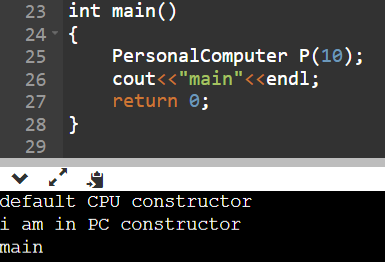 23 int main()
24 {
25 PersonalComputer P(10);
26 cout<<"main"<<endl;
27 return 0;
28 }
29
default CPU constructor
i am in PC constructor
main